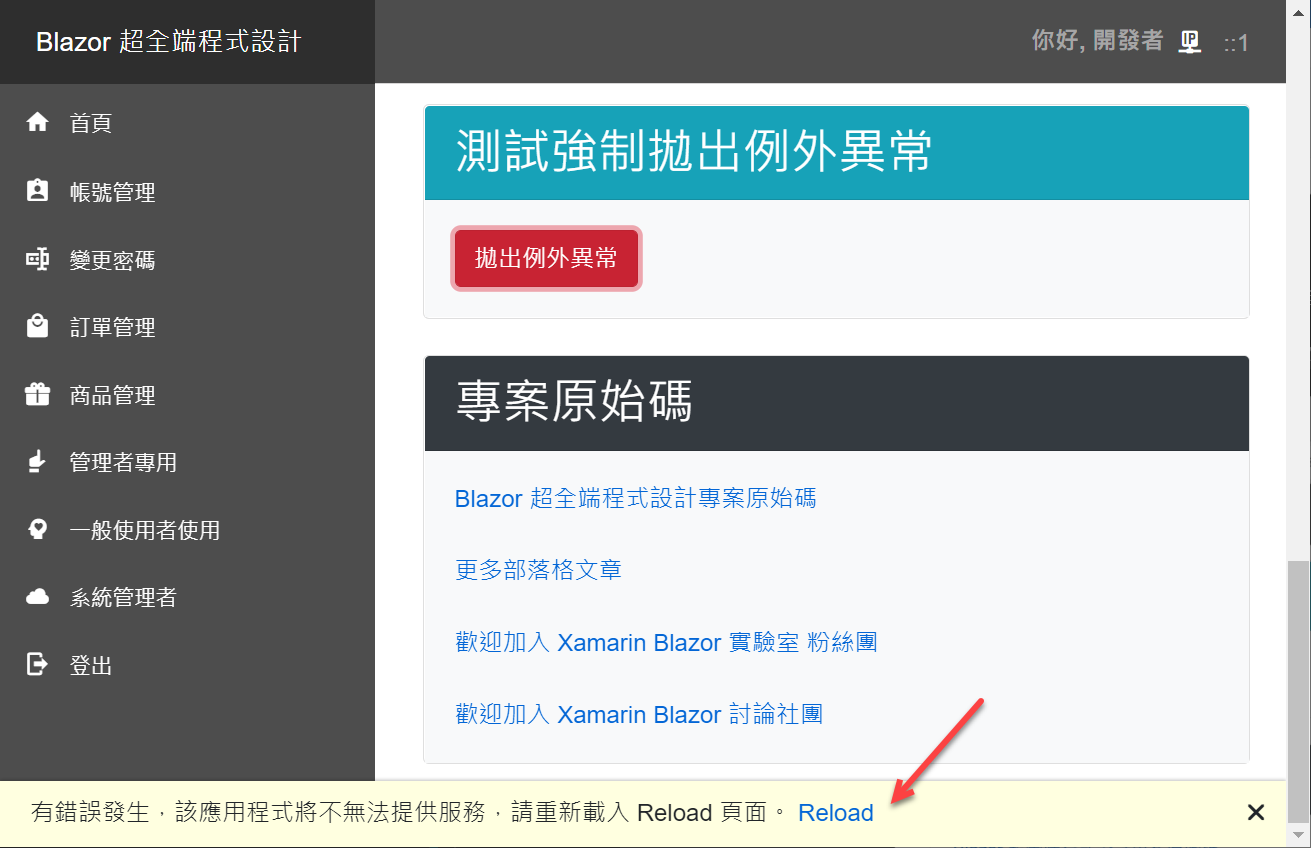 Blazor 超全端程式設計
你好, 開發者 IP ::1
首頁
帳號管理
變更密碼
訂單管理
商品管理
管理者專用
一般使用者使用
系統管理者
登出
測試強制拋出例外異常
拋出例外異常
專案原始碼
Blazor 超全端程式設計專案原始碼
更多部落格文章
歡迎加入 Xamarin Blazor 實驗室 粉絲團
歡迎加入 Xamarin Blazor 討論社團
有錯誤發生，該應用程式將不無法提供服務，請重新載入 Reload 頁面。 Reload